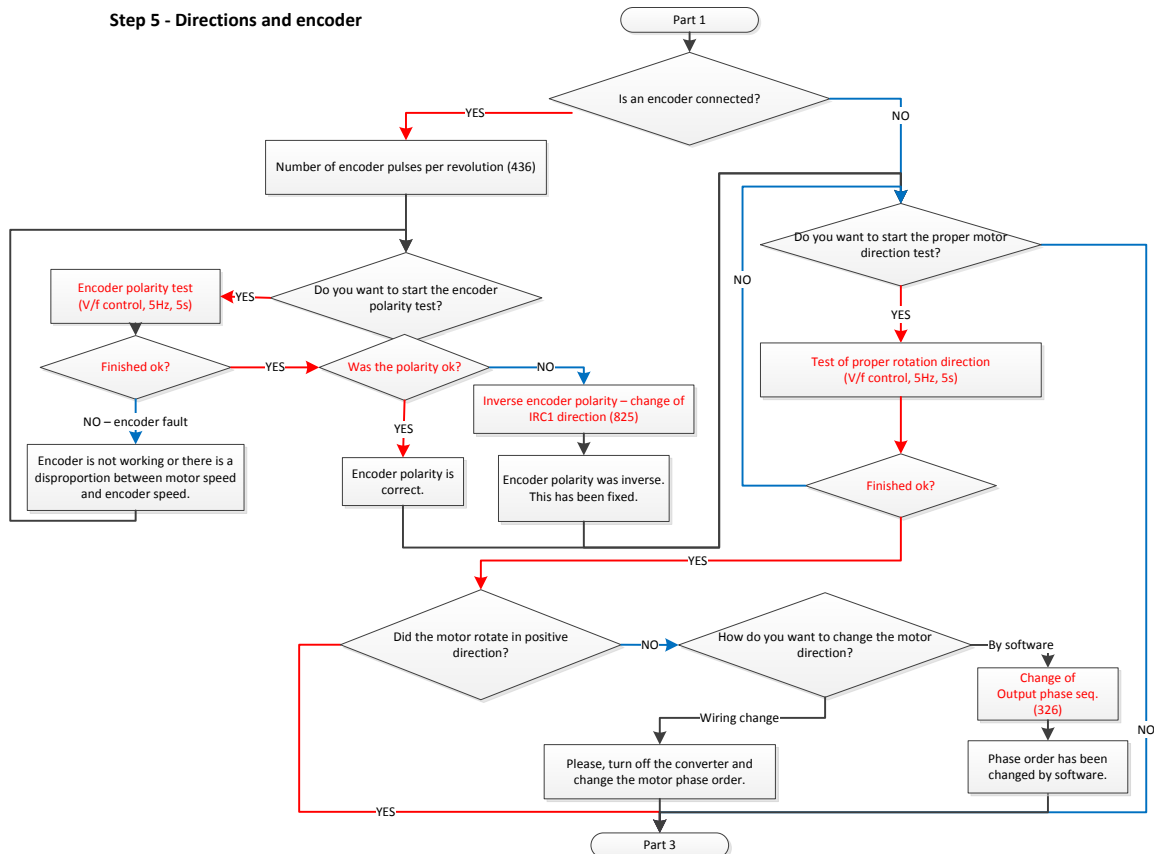 Step 5 - Directions and encoder
Part 1
Is an encoder connected?
YES
NO
Number of encoder pulses per revolution (436)
Do you want to start the proper motor
direction test?
NO
Encoder polarity test
(V/f control, 5Hz, 5s)
YES
Do you want to start the encoder
polarity test?
YES
Finished ok?
YES
Was the polarity ok?
NO
Test of proper rotation direction
(V/f control, 5Hz, 5s)
Inverse encoder polarity – change of
IRC1 direction (825)
NO – encoder fault
YES
Encoder is not working or there is a
disproportion between motor speed
and encoder speed.
Encoder polarity is
correct.
Encoder polarity was inverse.
This has been fixed.
Finished ok?
YES
Did the motor rotate in positive
direction?
NO
How do you want to change the motor
direction?
By software
Change of
Output phase seq.
(326)
Wiring change
NO
Please, turn off the converter and
change the motor phase order.
Phase order has been
changed by software.
YES
Part 3